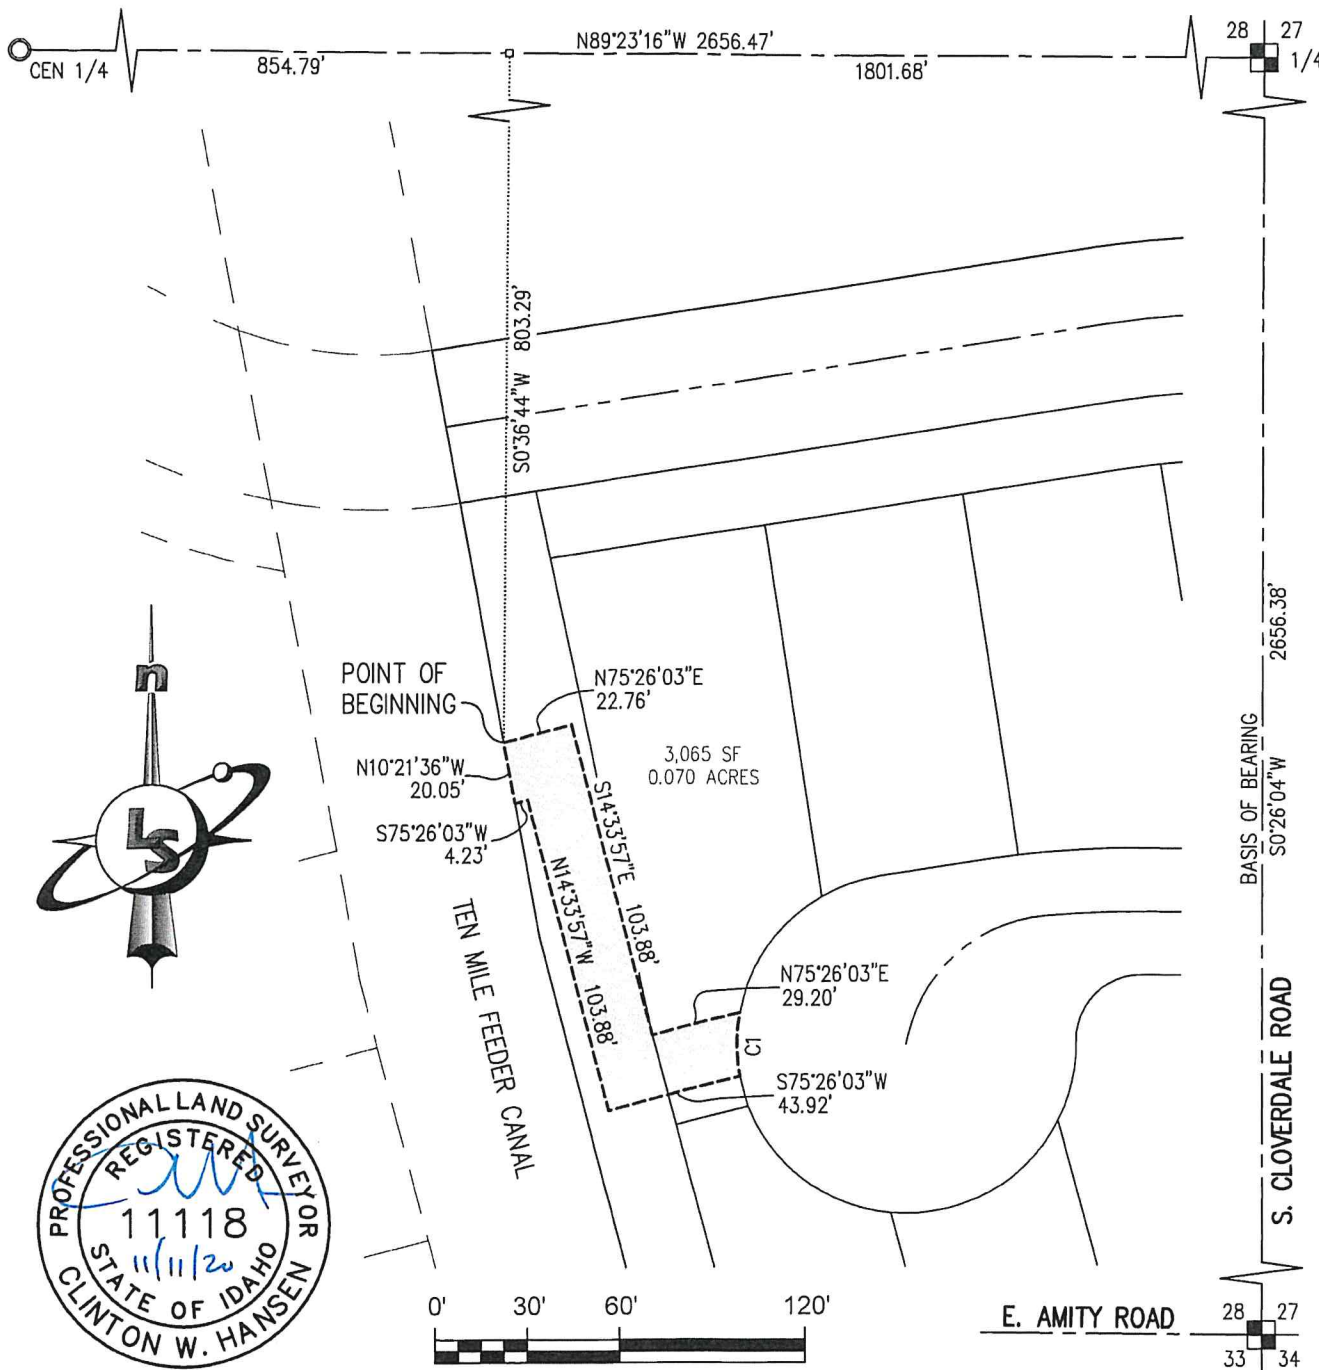 N89°23'16"W 2656.47'
28 27
CEN 1/4
854.79'
1801.68'
1/4
S0°36'44"W 803.29'
POINT OF
BEGINNING
N75°26'03"E
22.76'
3,065 SF
0.070 ACRES
N10°21'36"W
20.05'
S75°26'03"W
4.23'
S14°33'57"E 103.88'
N14°33'57"W 103.88'
TEN MILE FEEDER CANAL
N75°26'03"E
29.20'
C1
S75°26'03"W
43.92'
BASIS OF BEARING
S0°26'04"W 2656.38'
S. CLOVERDALE ROAD
n
LS
PROFESSIONAL LAND SURVEYOR
REGISTERED
11118
11/11/20
STATE OF IDAHO
CLINTON W. HANSEN
0' 30' 60' 120'
E. AMITY ROAD
28 27
33 34